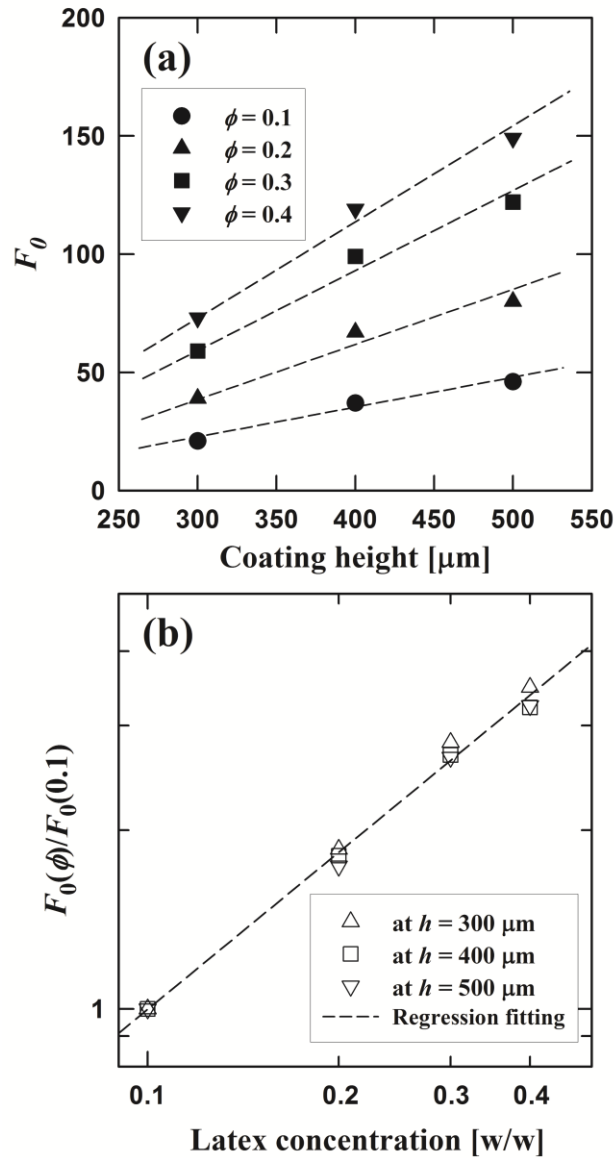 200
(a)
ϕ = 0.1
ϕ = 0.2
ϕ = 0.3
ϕ = 0.4
150
100
50
0
F₀
250 300 350 400 450 500 550
Coating height [μm]
(b)
F₀(ϕ)/F₀(0.1)
at h = 300 μm
at h = 400 μm
at h = 500 μm
Regression fitting
1
0.1 0.2 0.3 0.4
Latex concentration [w/w]